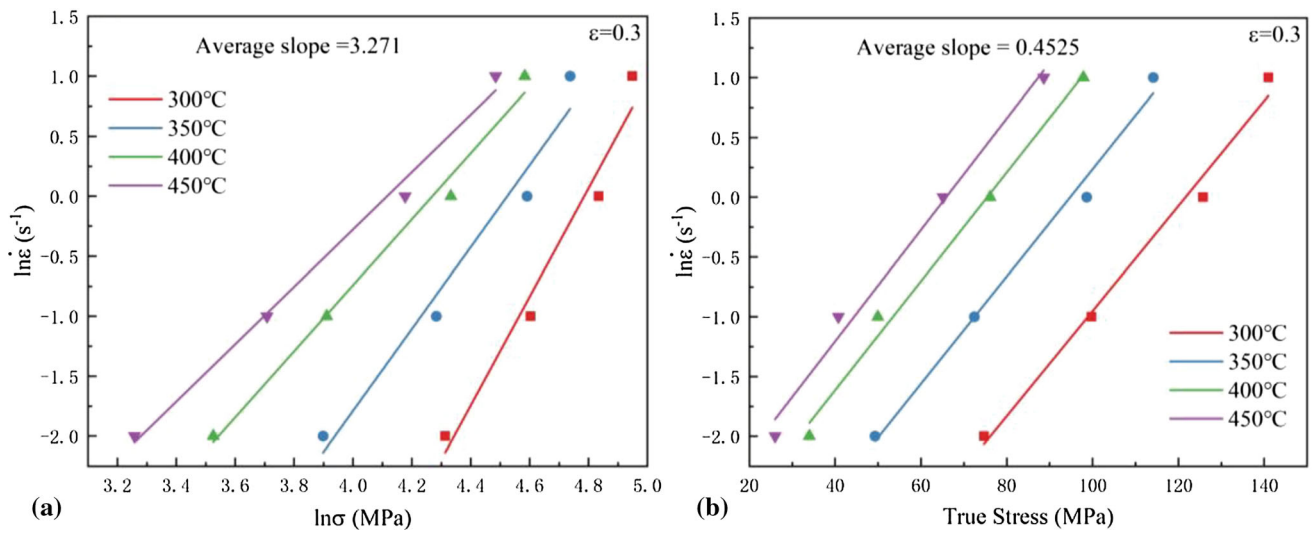 Average slope =3.271
ε=0.3
300℃
350℃
400℃
450℃
1.5
1.0
0.5
0.0
-0.5
-1.0
-1.5
-2.0
lnε̇ (s⁻¹)
3.2 3.4 3.6 3.8 4.0 4.2 4.4 4.6 4.8 5.0
lnσ (MPa)
(a)
Average slope = 0.4525
ε=0.3
300℃
350℃
400℃
450℃
1.5
1.0
0.5
0.0
-0.5
-1.0
-1.5
-2.0
lnε̇ (s⁻¹)
20 40 60 80 100 120 140
True Stress (MPa)
(b)